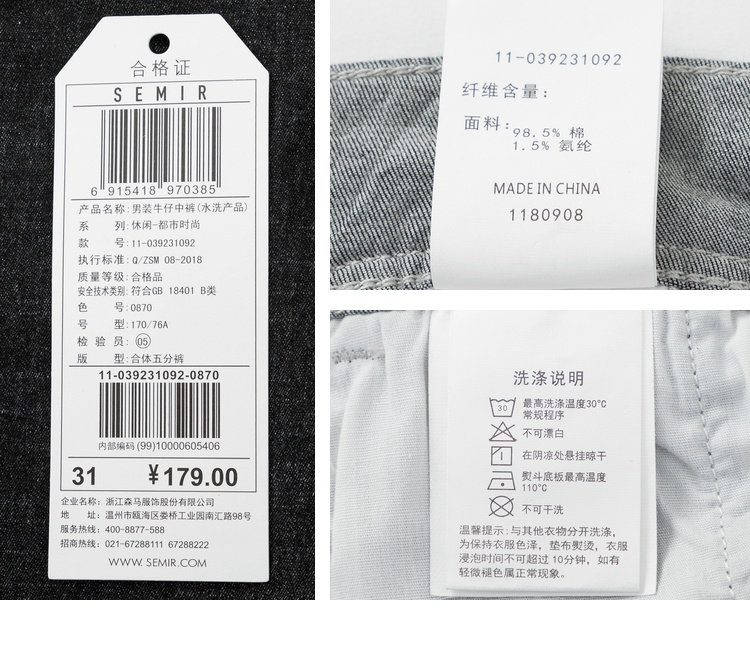 合格证
SEMIR
6 915418 970385
产品名称:男装牛仔中裤(水洗产品)
系 列:休闲-都市时尚
款 号:11-039231092
执行标准:Q/ZSM 08-2018
质量等级:合格品
安全技术类别:符合GB 18401 B类
色 号:0870
号 型:170/76A
检 验 员:05
版 型:合体五分裤
11-039231092-0870
内部编码(99)10000605406
31 ¥179.00
企业名称:浙江森马服饰股份有限公司
地 址:温州市瓯海区娄桥工业园南汇路98号
服务热线:400-8877-588
招商热线:021-67288111 67288222
WWW.SEMIR.COM
11-039231092
纤维含量:
面料:98.5% 棉
1.5% 氨纶
MADE IN CHINA
1180908
洗涤说明
30
最高洗涤温度30°C
常规程序
不可漂白
在阴凉处悬挂晾干
熨斗底板最高温度
110°C
不可干洗
温馨提示:与其他衣物分开洗涤,
为保持衣服色泽,垫布熨烫,衣服
浸泡时间不可超过10分钟,如有
轻微褪色属正常现象。